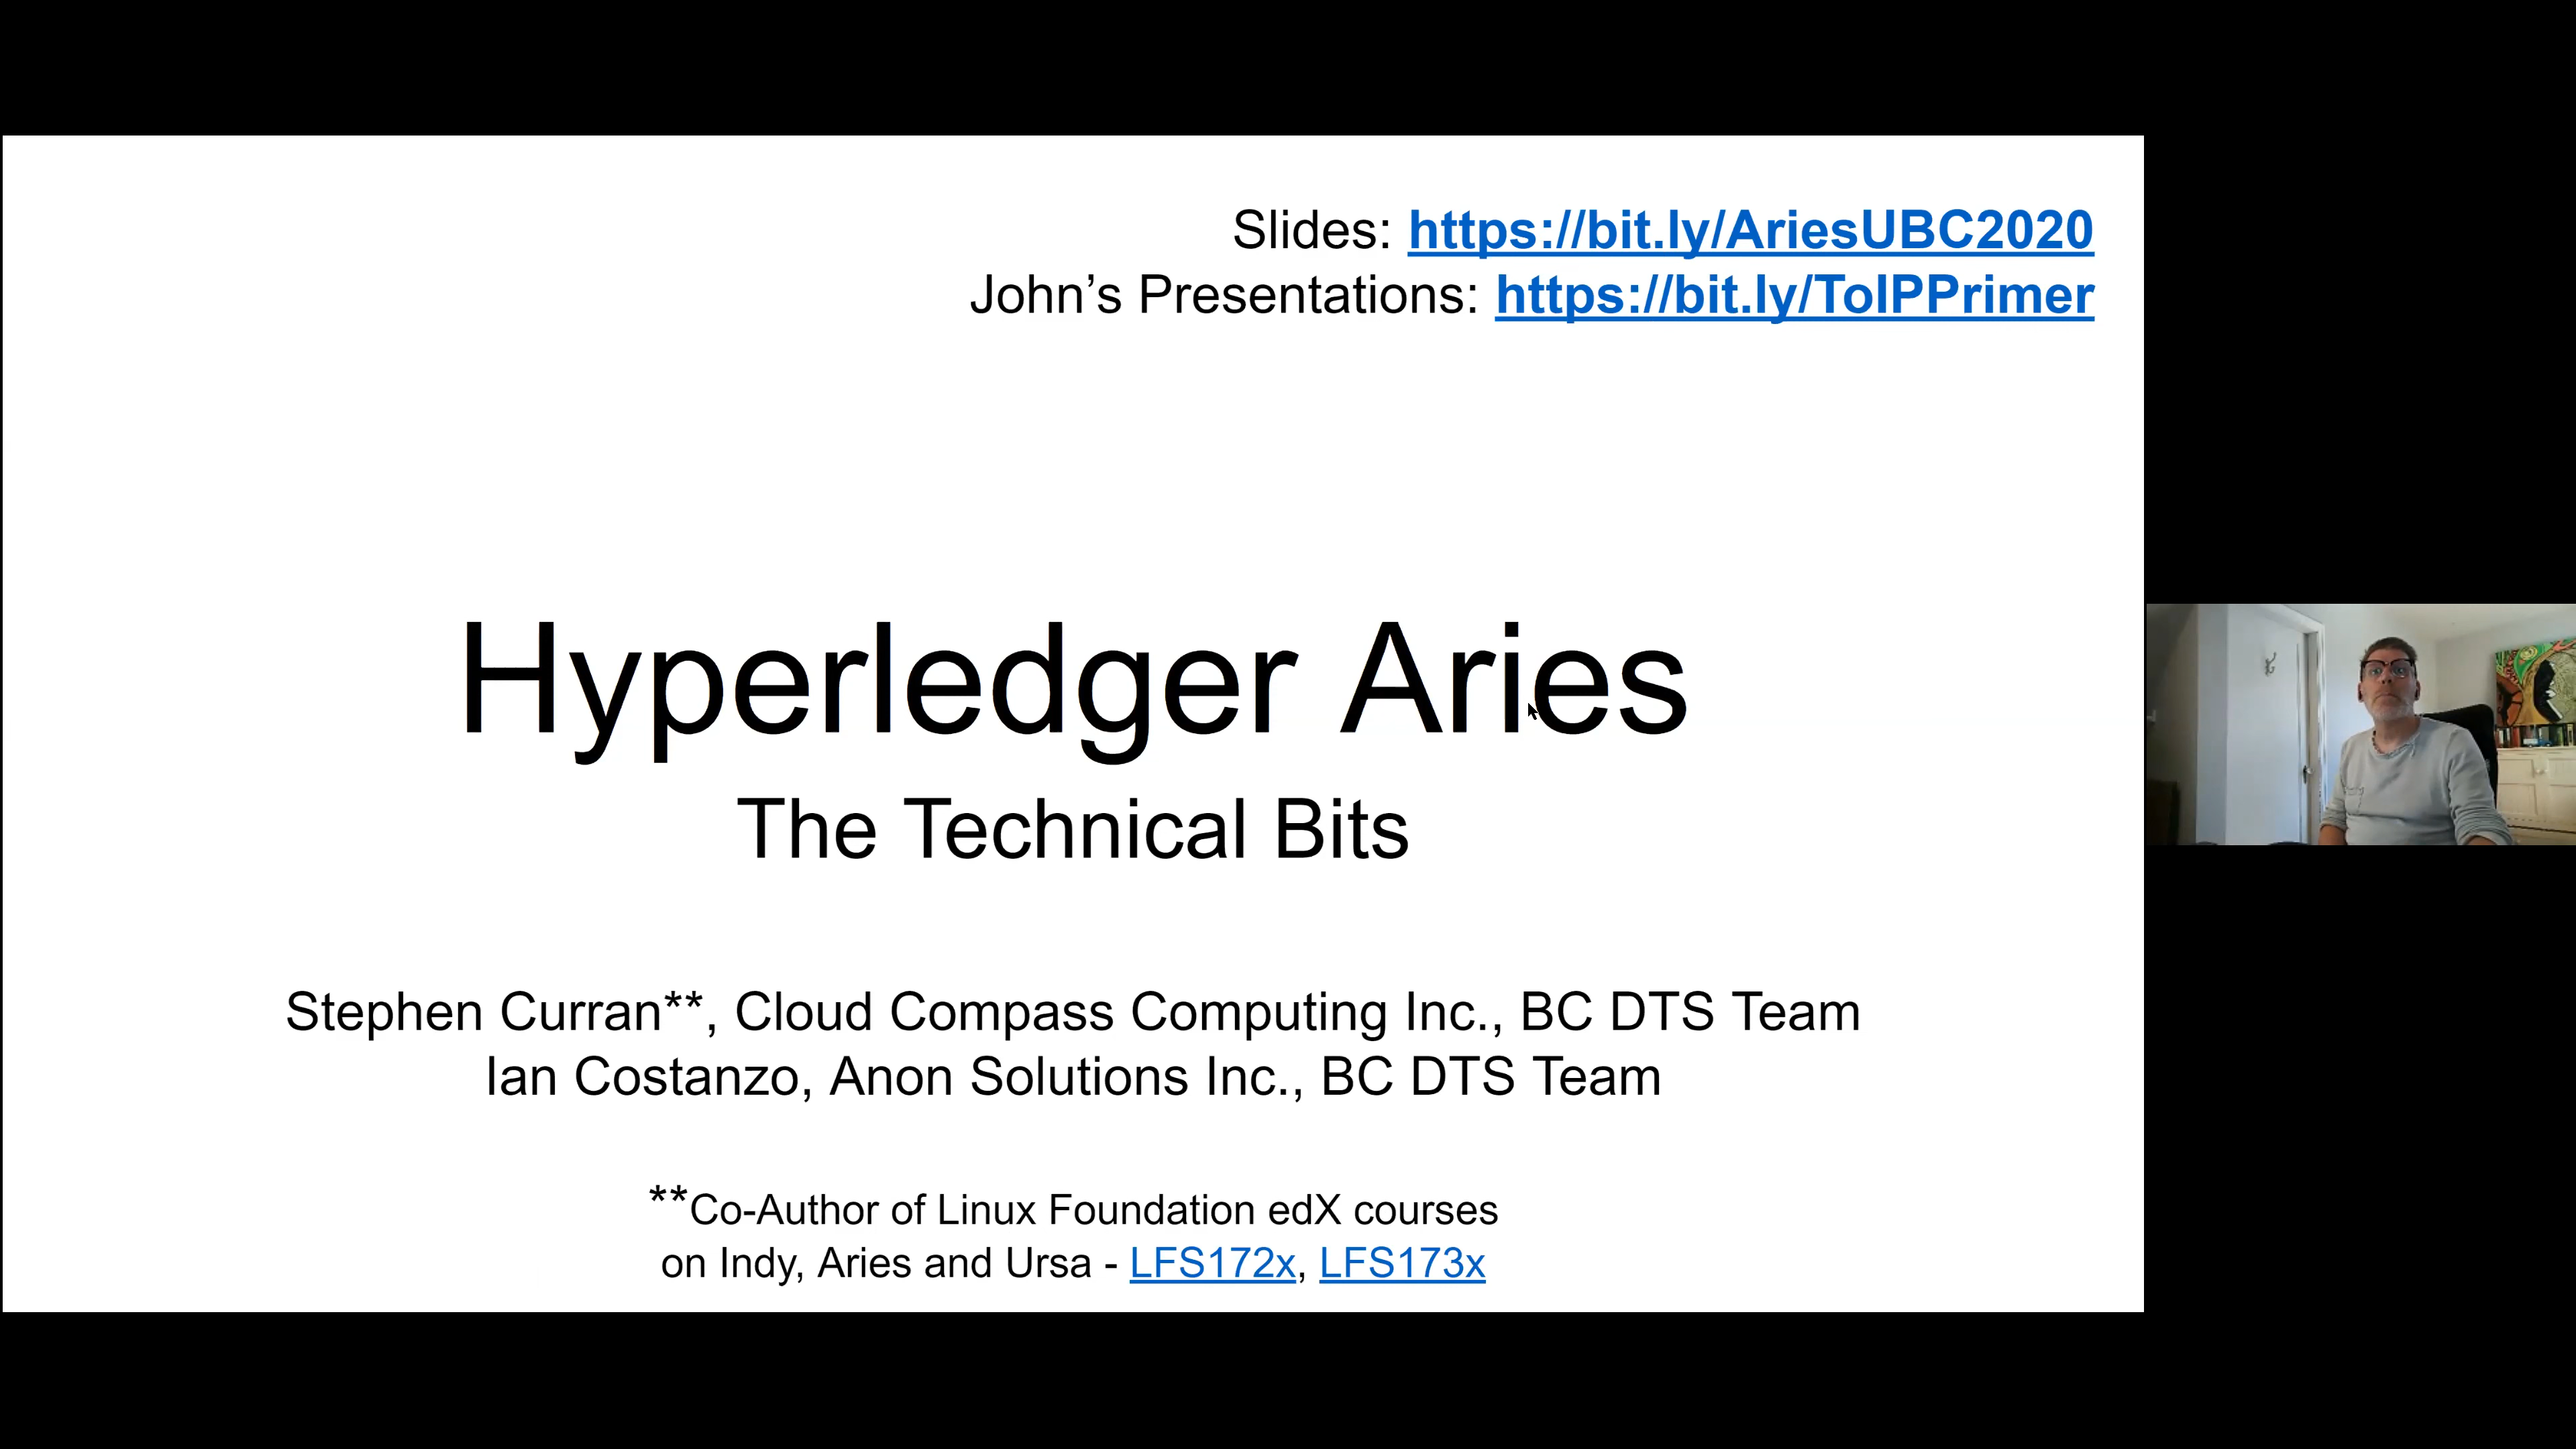 Slides: https://bit.ly/AriesUBC2020
John’s Presentations: https://bit.ly/ToIPPrimer
Hyperledger Aries
The Technical Bits
Stephen Curran**, Cloud Compass Computing Inc., BC DTS Team
Ian Costanzo, Anon Solutions Inc., BC DTS Team
**Co-Author of Linux Foundation edX courses
on Indy, Aries and Ursa - LFS172x, LFS173x